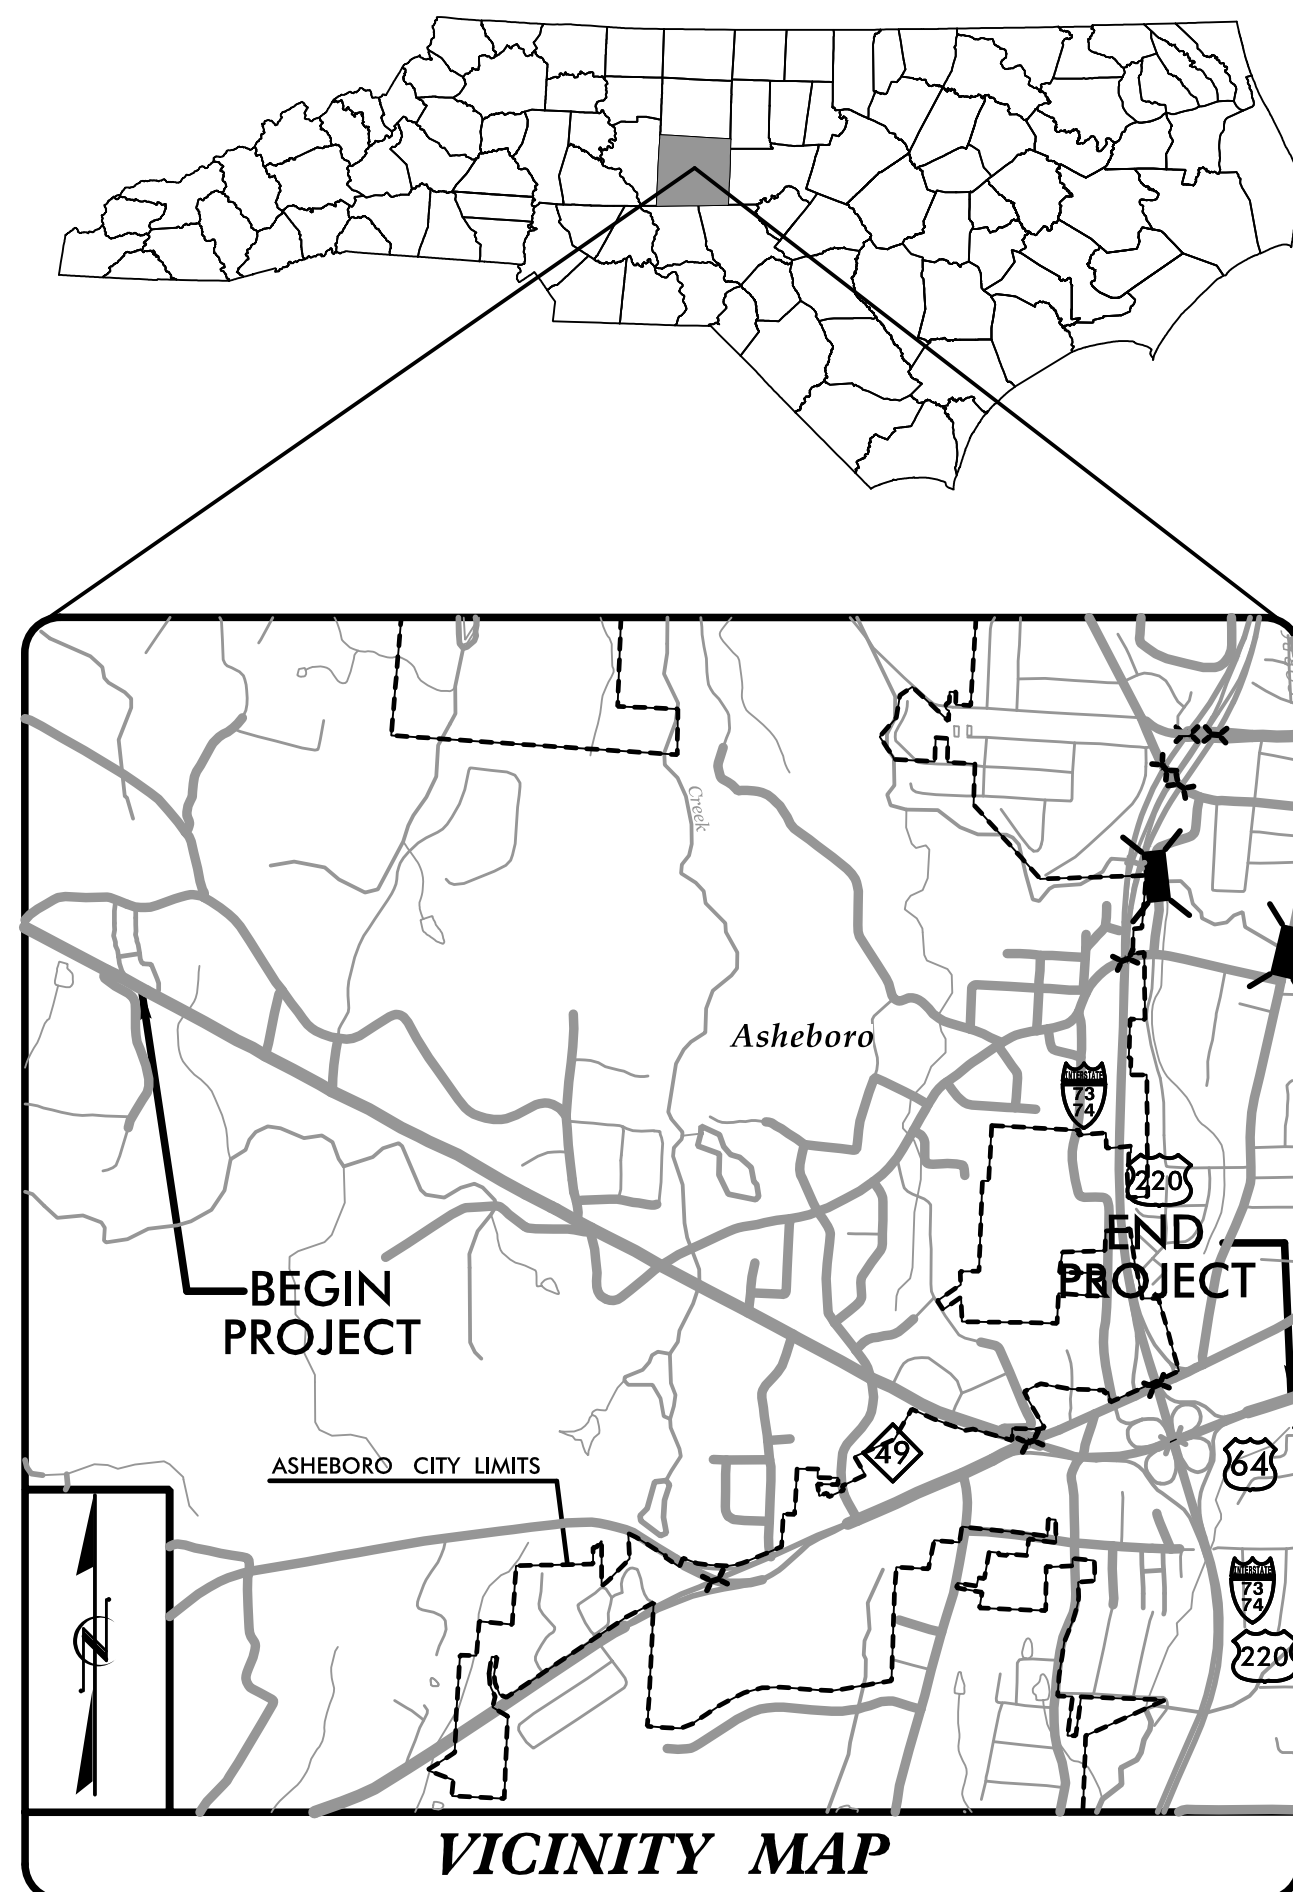 Creek
Asheboro
INTERSTATE
73
74
220
END
PROJECT
BEGIN
PROJECT
49
ASHEBORO CITY LIMITS
64
INTERSTATE
73
74
220
N
VICINITY MAP